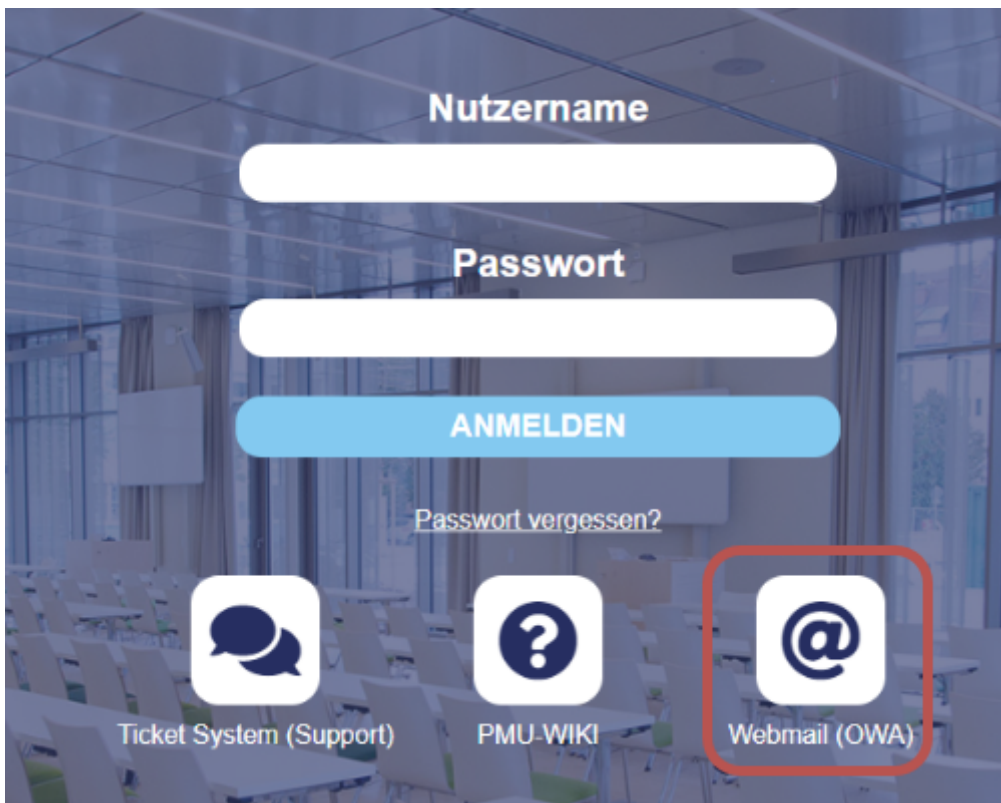 Nutzername
Passwort
ANMELDEN
Passwort vergessen?
Ticket System (Support)
PMU-WIKI
Webmail (OWA)